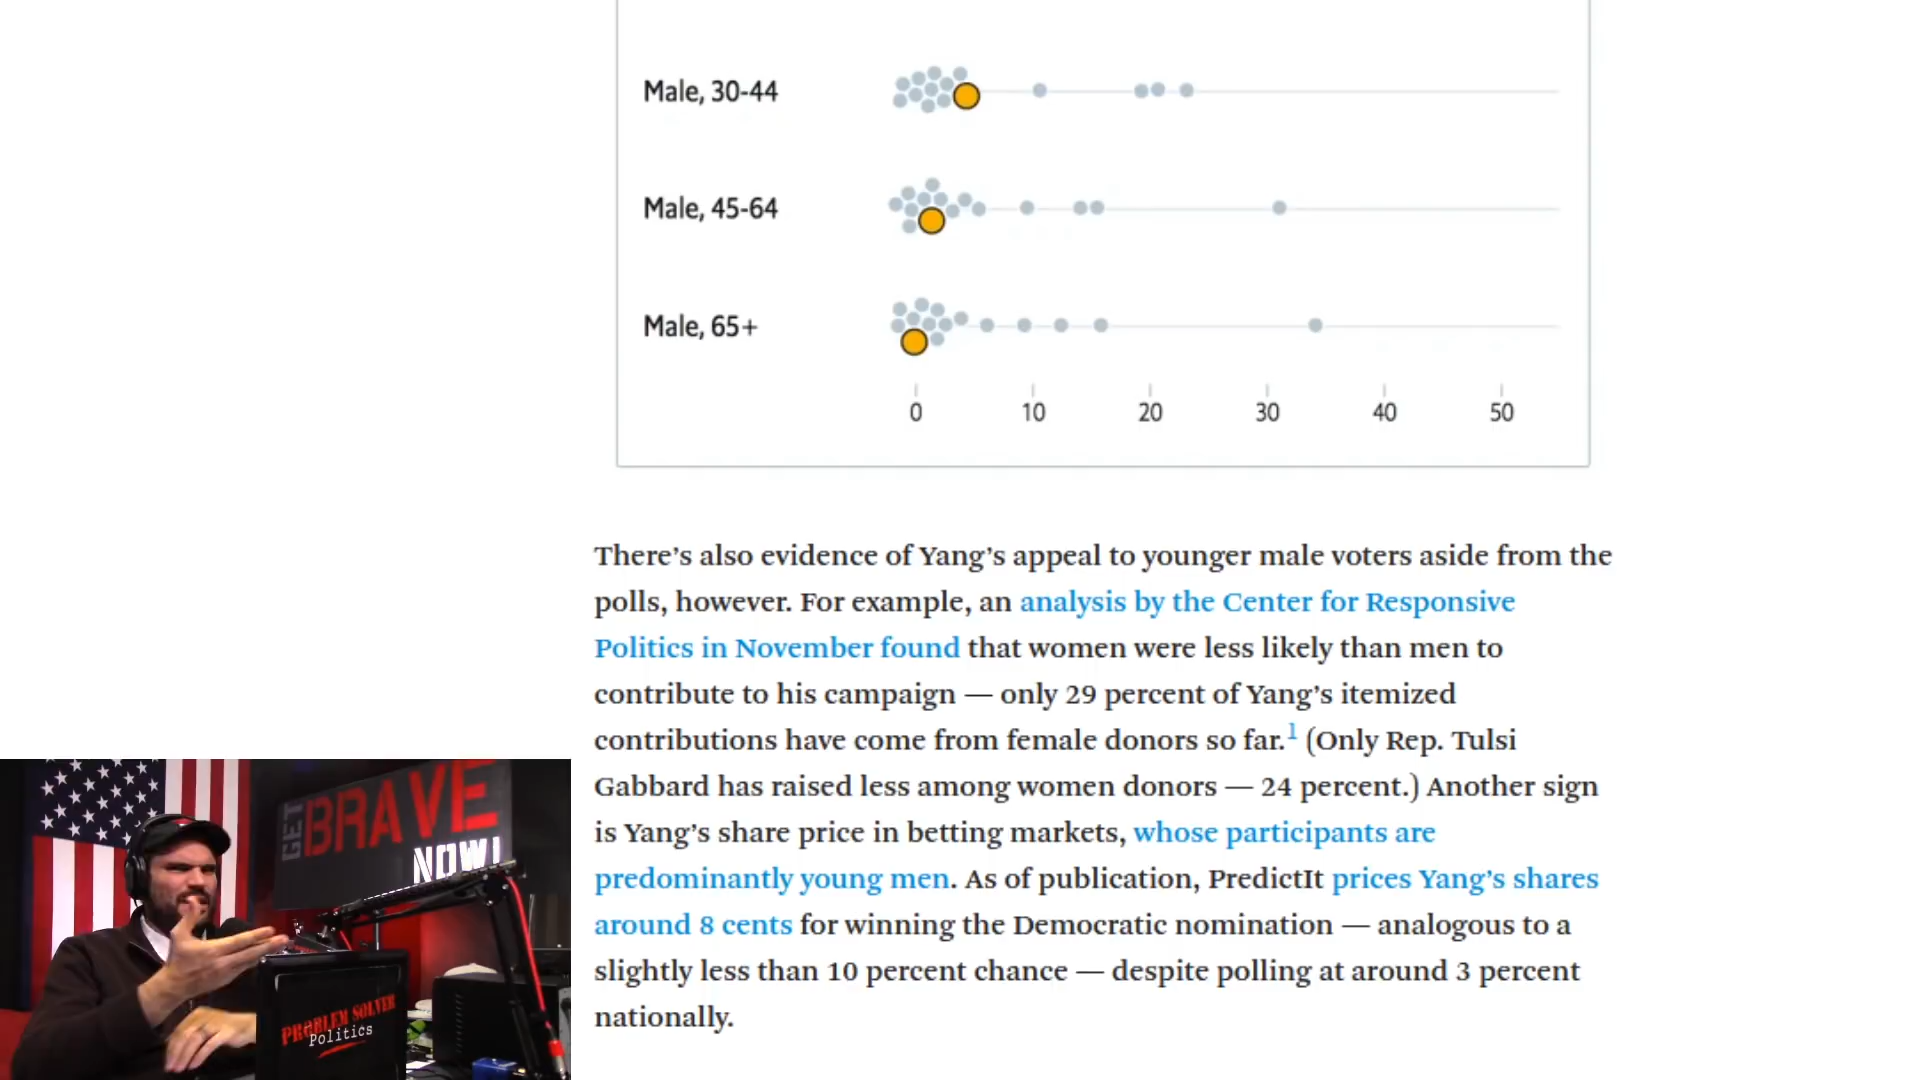 Male, 30-44
Male, 45-64
Male, 65+
0 10 20 30 40 50
There's also evidence of Yang's appeal to younger male voters aside from the
polls, however. For example, an analysis by the Center for Responsive
Politics in November found that women were less likely than men to
contribute to his campaign — only 29 percent of Yang's itemized
contributions have come from female donors so far.1 (Only Rep. Tulsi
Gabbard has raised less among women donors — 24 percent.) Another sign
is Yang's share price in betting markets, whose participants are
predominantly young men. As of publication, PredictIt prices Yang's shares
around 8 cents for winning the Democratic nomination — analogous to a
slightly less than 10 percent chance — despite polling at around 3 percent
nationally.
GET
BRAVE
NOW!
PROBLEM SOLVER
Politics